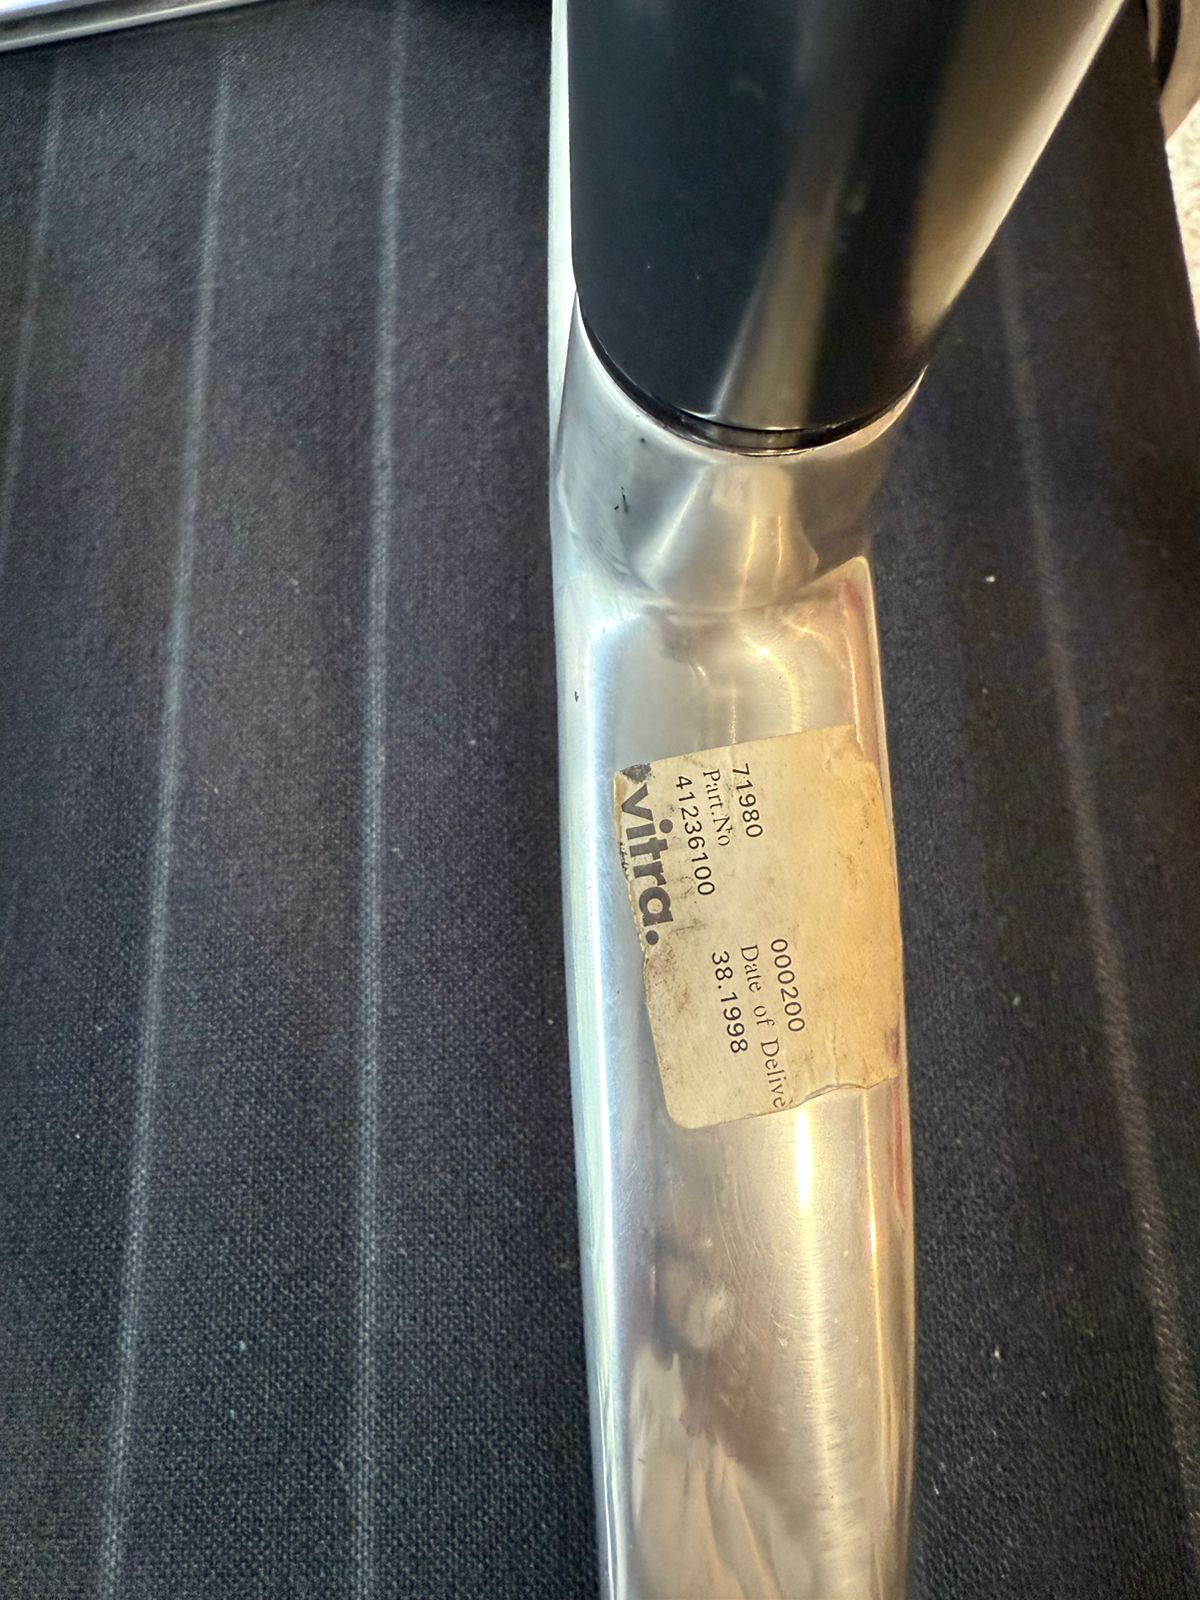 71980
Part.No
41236100
000200
Date of Delive
38.1998
vitra.